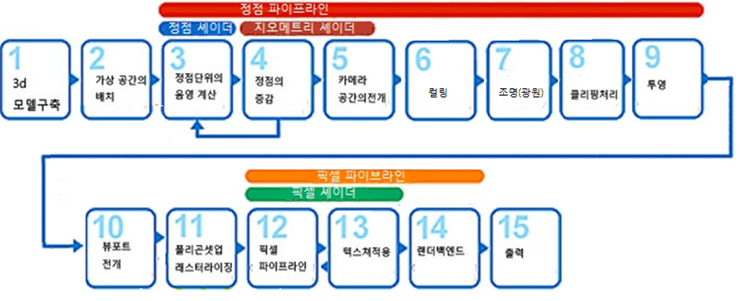 정점 파이프라인
정점 셰이더
지오메트리 셰이더
1
3d
모델구축
2
가상 공간의
배치
3
정점단위의
음영 계산
4
정점의
증감
5
카메라
공간의전개
6
컬링
7
조명(광원)
8
클리핑처리
9
투영
픽셀 파이브라인
픽셀 셰이더
10
뷰포트
전개
11
폴리곤셋업
래스터라이징
12
픽셀
파이프라인
13
텍스쳐적용
14
랜더백엔드
15
출력